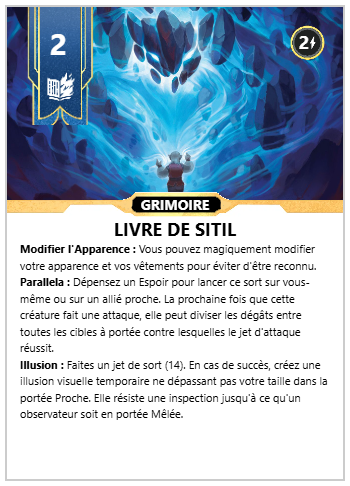 2
2
GRIMOIRE
LIVRE DE SITIL
Modifier l'Apparence : Vous pouvez magiquement modifier
votre apparence et vos vêtements pour éviter d'être reconnu.
Parallela : Dépensez un Espoir pour lancer ce sort sur vous-
même ou sur un allié proche. La prochaine fois que cette
créature fait une attaque, elle peut diviser les dégâts entre
toutes les cibles à portée contre lesquelles le jet d'attaque
réussit.
Illusion : Faites un jet de sort (14). En cas de succès, créez une
illusion visuelle temporaire ne dépassant pas votre taille dans la
portée Proche. Elle résiste une inspection jusqu'à ce qu'un
observateur soit en portée Mêlée.